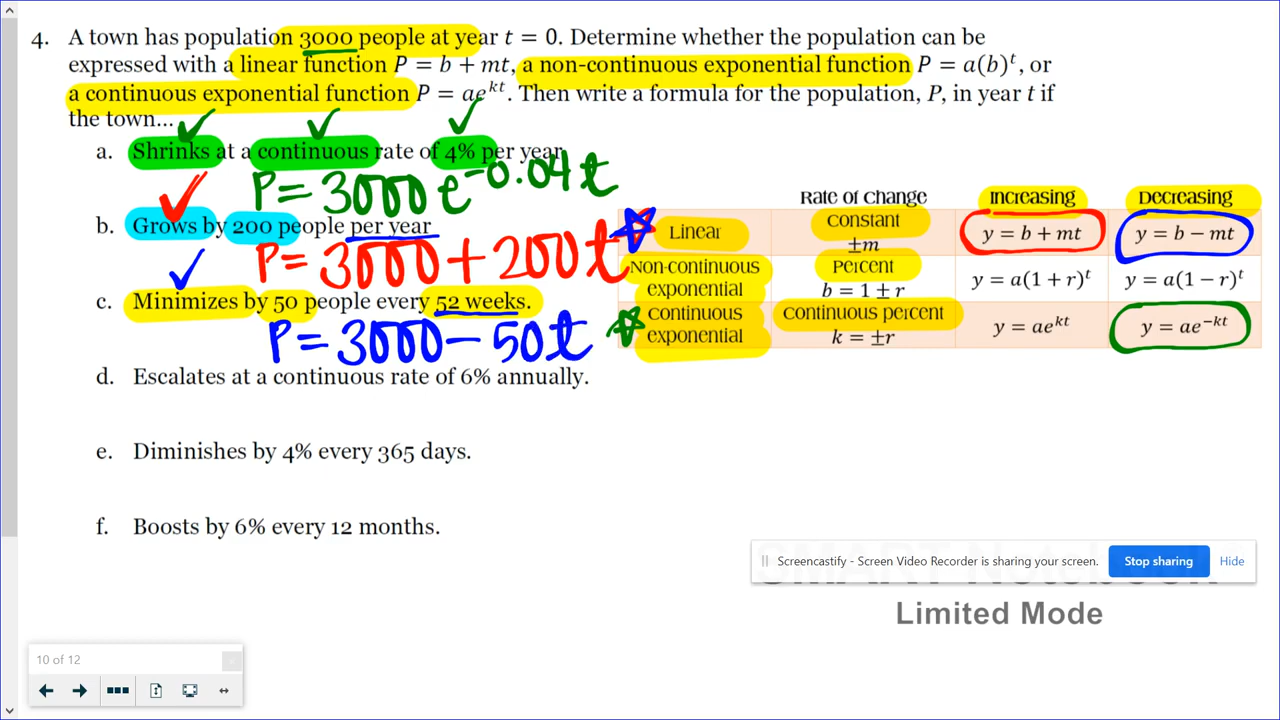 4. A town has population 3000 people at year t = 0. Determine whether the population can be
expressed with a linear function P = b + mt, a non-continuous exponential function P = a(b)^t, or
a continuous exponential function P = ae^kt. Then write a formula for the population, P, in year t if
the town...
a. Shrinks at a continuous rate of 4% per year
P = 3000 e^-0.04t
b. Grows by 200 people per year
P = 3000 + 200t
c. Minimizes by 50 people every 52 weeks.
P = 3000 - 50t
d. Escalates at a continuous rate of 6% annually.
e. Diminishes by 4% every 365 days.
f. Boosts by 6% every 12 months.
Rate of change Increasing Decreasing
Linear Constant ±m y = b + mt y = b − mt
Non-continuous exponential Percent b = 1 ± r y = a(1 + r)^t y = a(1 − r)^t
Continuous exponential Continuous percent k = ±r y = ae^kt y = ae^−kt
Screencastify - Screen Video Recorder is sharing your screen. Stop sharing Hide
Limited Mode
10 of 12